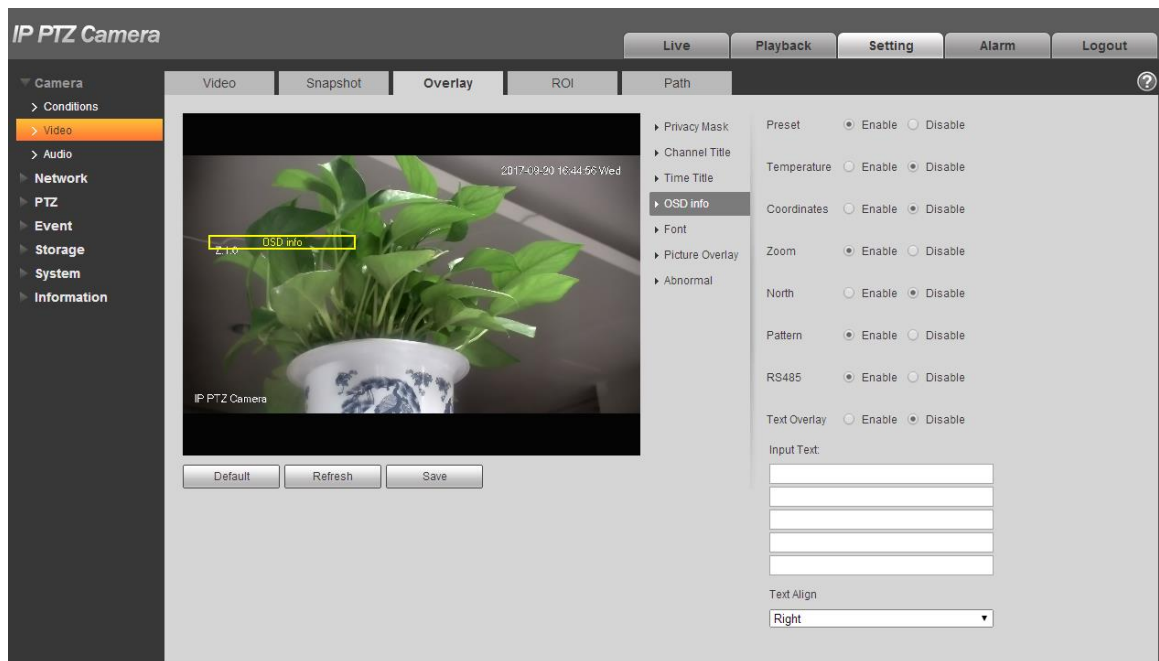 IP PTZ Camera
Live Playback Setting Alarm Logout
Camera
Conditions
Video
Audio
Network
PTZ
Event
Storage
System
Information
Video Snapshot Overlay ROI Path
?
2017-09-20 16:44:56 Wed
OSD info
Z:1.0
IP PTZ Camera
Default Refresh Save
Privacy Mask
Channel Title
Time Title
OSD info
Font
Picture Overlay
Abnormal
Preset Enable Disable
Temperature Enable Disable
Coordinates Enable Disable
Zoom Enable Disable
North Enable Disable
Pattern Enable Disable
RS485 Enable Disable
Text Overlay Enable Disable
Input Text:
Text Align
Right